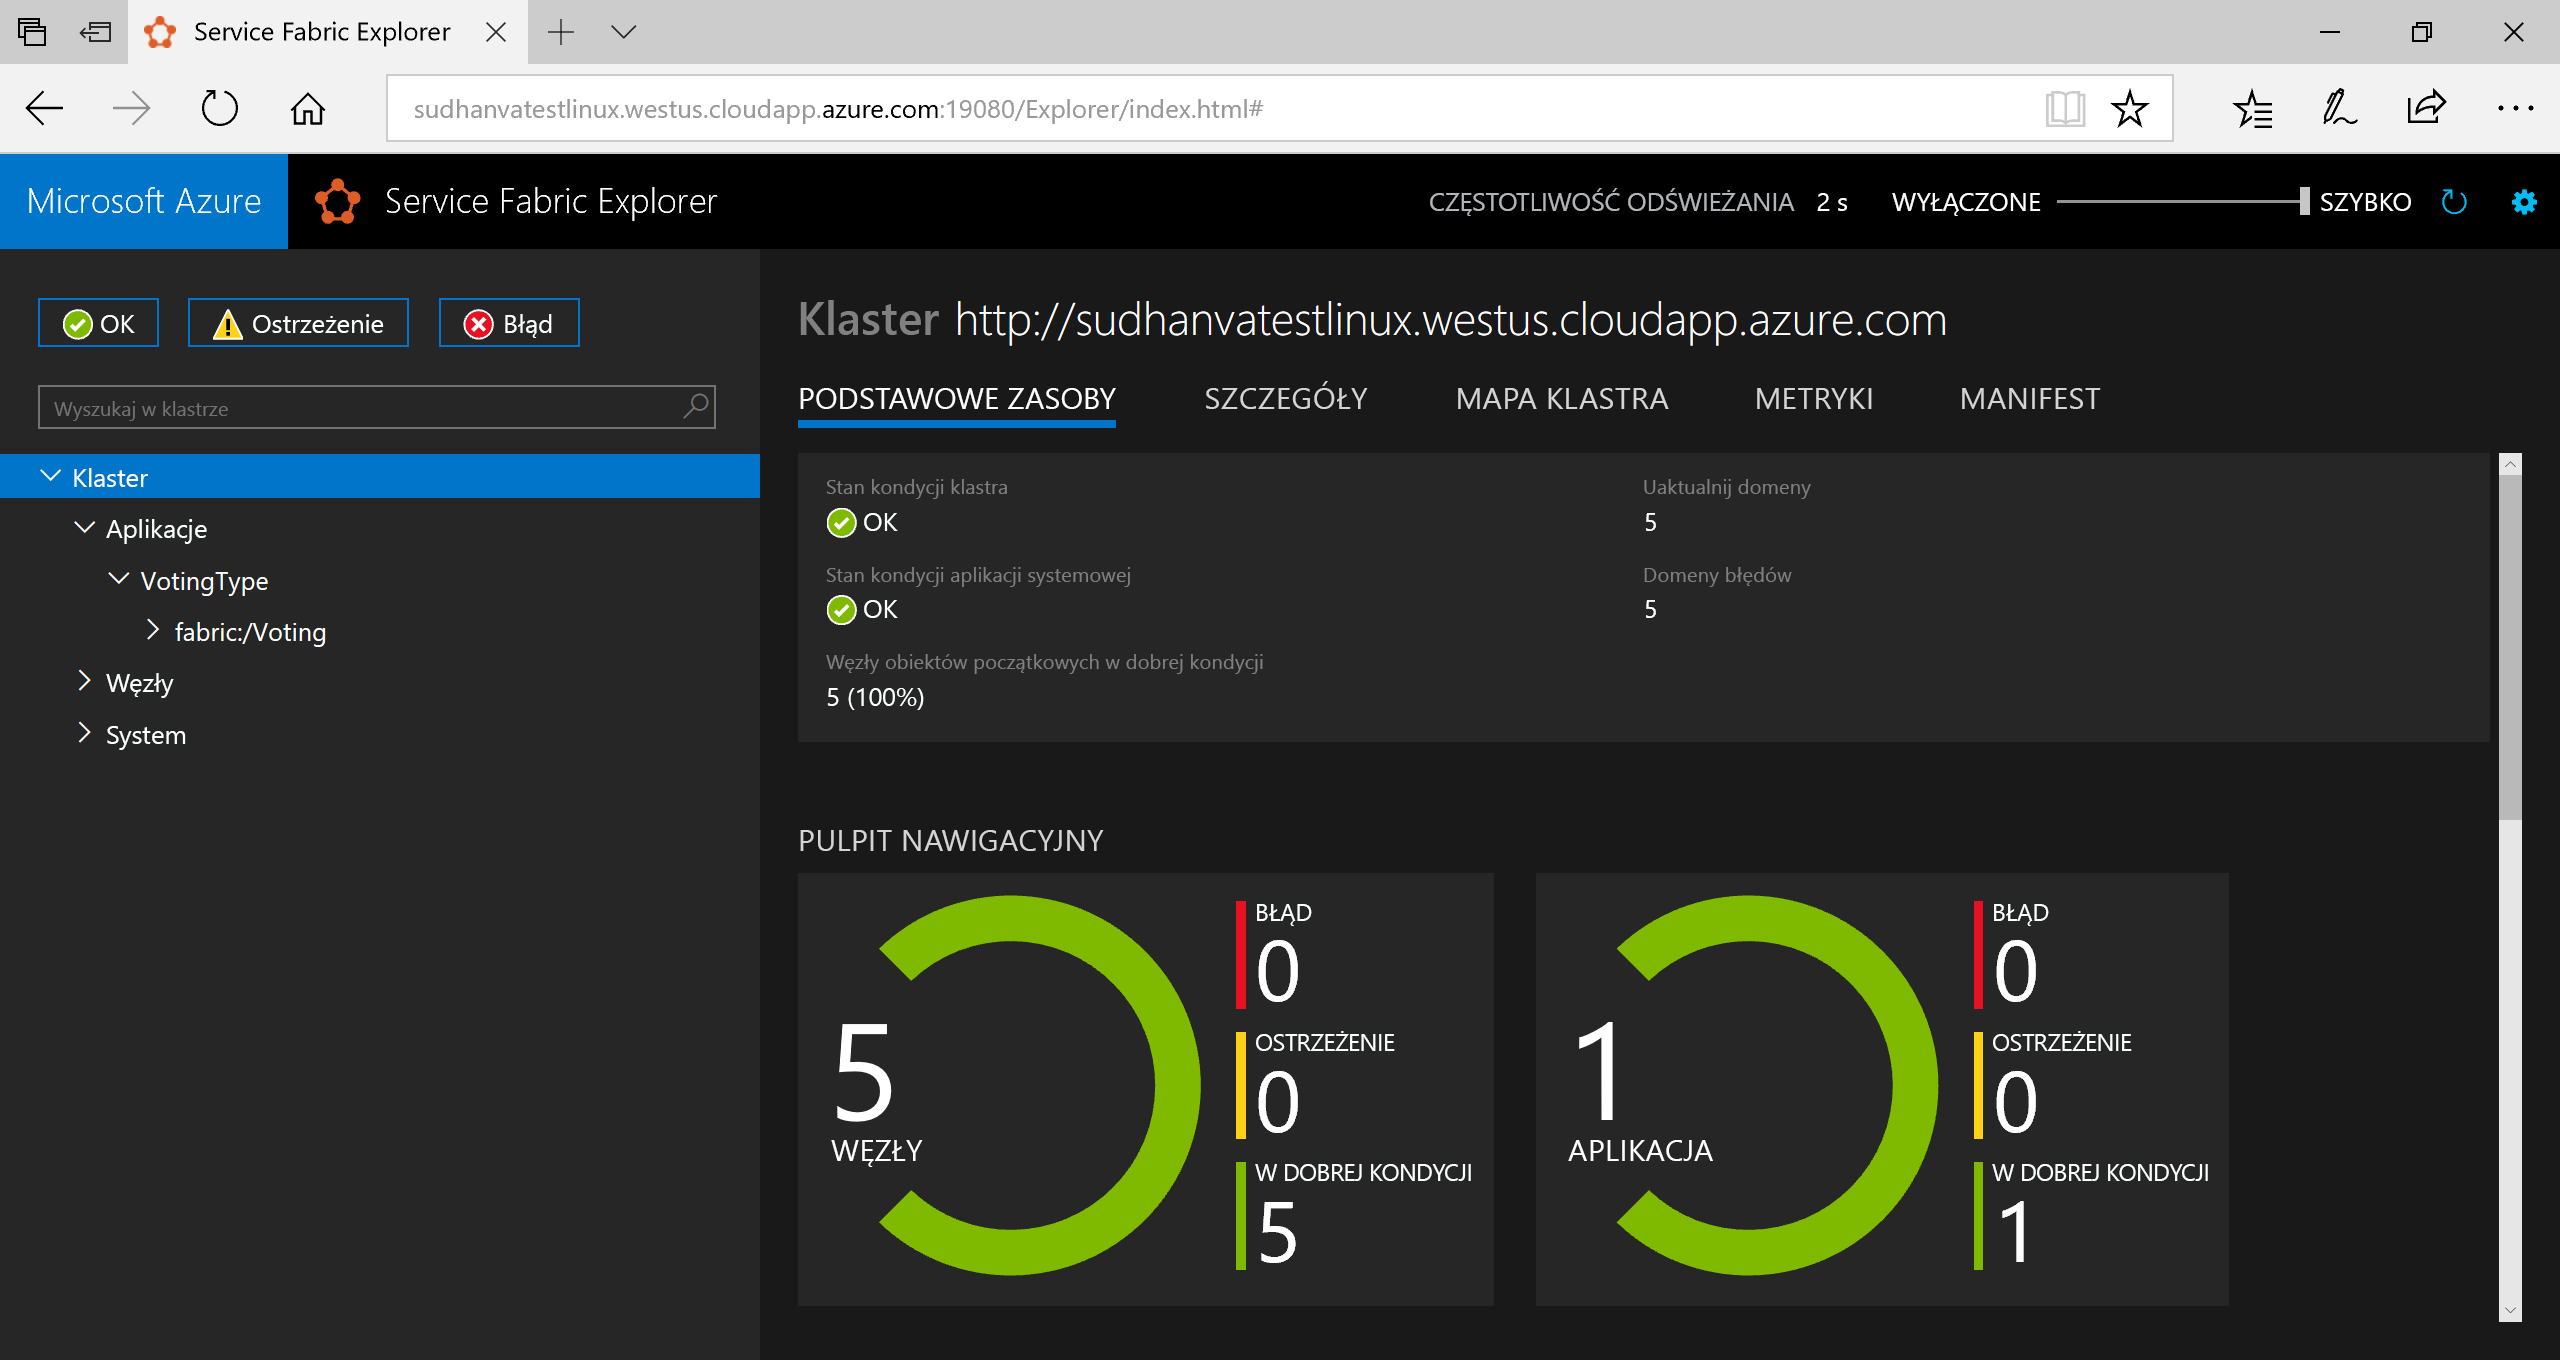 Service Fabric Explorer
sudhanvatestlinux.westus.cloudapp.azure.com:19080/Explorer/index.html#
Microsoft Azure
Service Fabric Explorer
CZĘSTOTLIWOŚĆ ODŚWIEŻANIA 2 s WYŁĄCZONE SZYBKO
OK Ostrzeżenie Błąd
Wyszukaj w klastrze
Klaster
Aplikacje
VotingType
fabric:/Voting
Węzły
System
Klaster http://sudhanvatestlinux.westus.cloudapp.azure.com
PODSTAWOWE ZASOBY SZCZEGÓŁY MAPA KLASTRA METRYKI MANIFEST
Stan kondycji klastra
OK
Uaktualnij domeny
5
Stan kondycji aplikacji systemowej
OK
Domeny błędów
5
Węzły obiektów początkowych w dobrej kondycji
5 (100%)
PULPIT NAWIGACYJNY
5
WĘZŁY
BŁĄD
0
OSTRZEŻENIE
0
W DOBREJ KONDYCJI
5
1
APLIKACJA
BŁĄD
0
OSTRZEŻENIE
0
W DOBREJ KONDYCJI
1